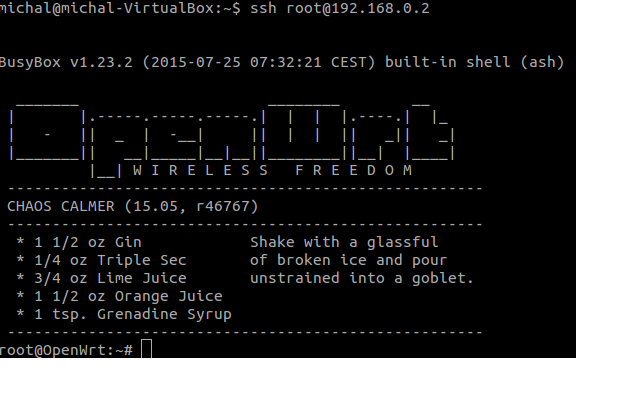 michal@michal-VirtualBox:~$ ssh root@192.168.0.2
BusyBox v1.23.2 (2015-07-25 07:32:21 CEST) built-in shell (ash)
  _______                     ________        __
 |       |.-----.-----.-----.|  |  |  |.----.|  |_
 |   -   ||  _  |  -__|     ||  |  |  ||   _||   _|
 |_______||   __|_____|__|__||________||__|  |____|
          |__| W I R E L E S S   F R E E D O M
 -----------------------------------------------------
 CHAOS CALMER (15.05, r46767)
 -----------------------------------------------------
  * 1 1/2 oz Gin            Shake with a glassful
  * 1/4 oz Triple Sec       of broken ice and pour
  * 3/4 oz Lime Juice       unstrained into a goblet.
  * 1 1/2 oz Orange Juice
  * 1 tsp. Grenadine Syrup
 -----------------------------------------------------
root@OpenWrt:~#